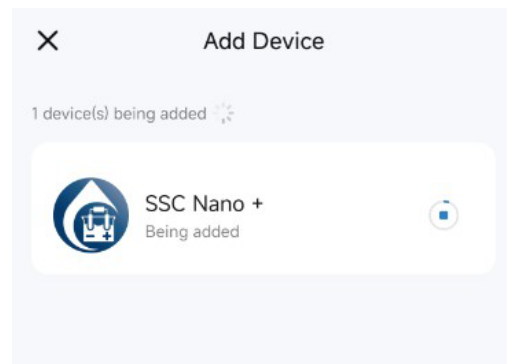 Add Device
1 device(s) being added
SSC Nano +
Being added